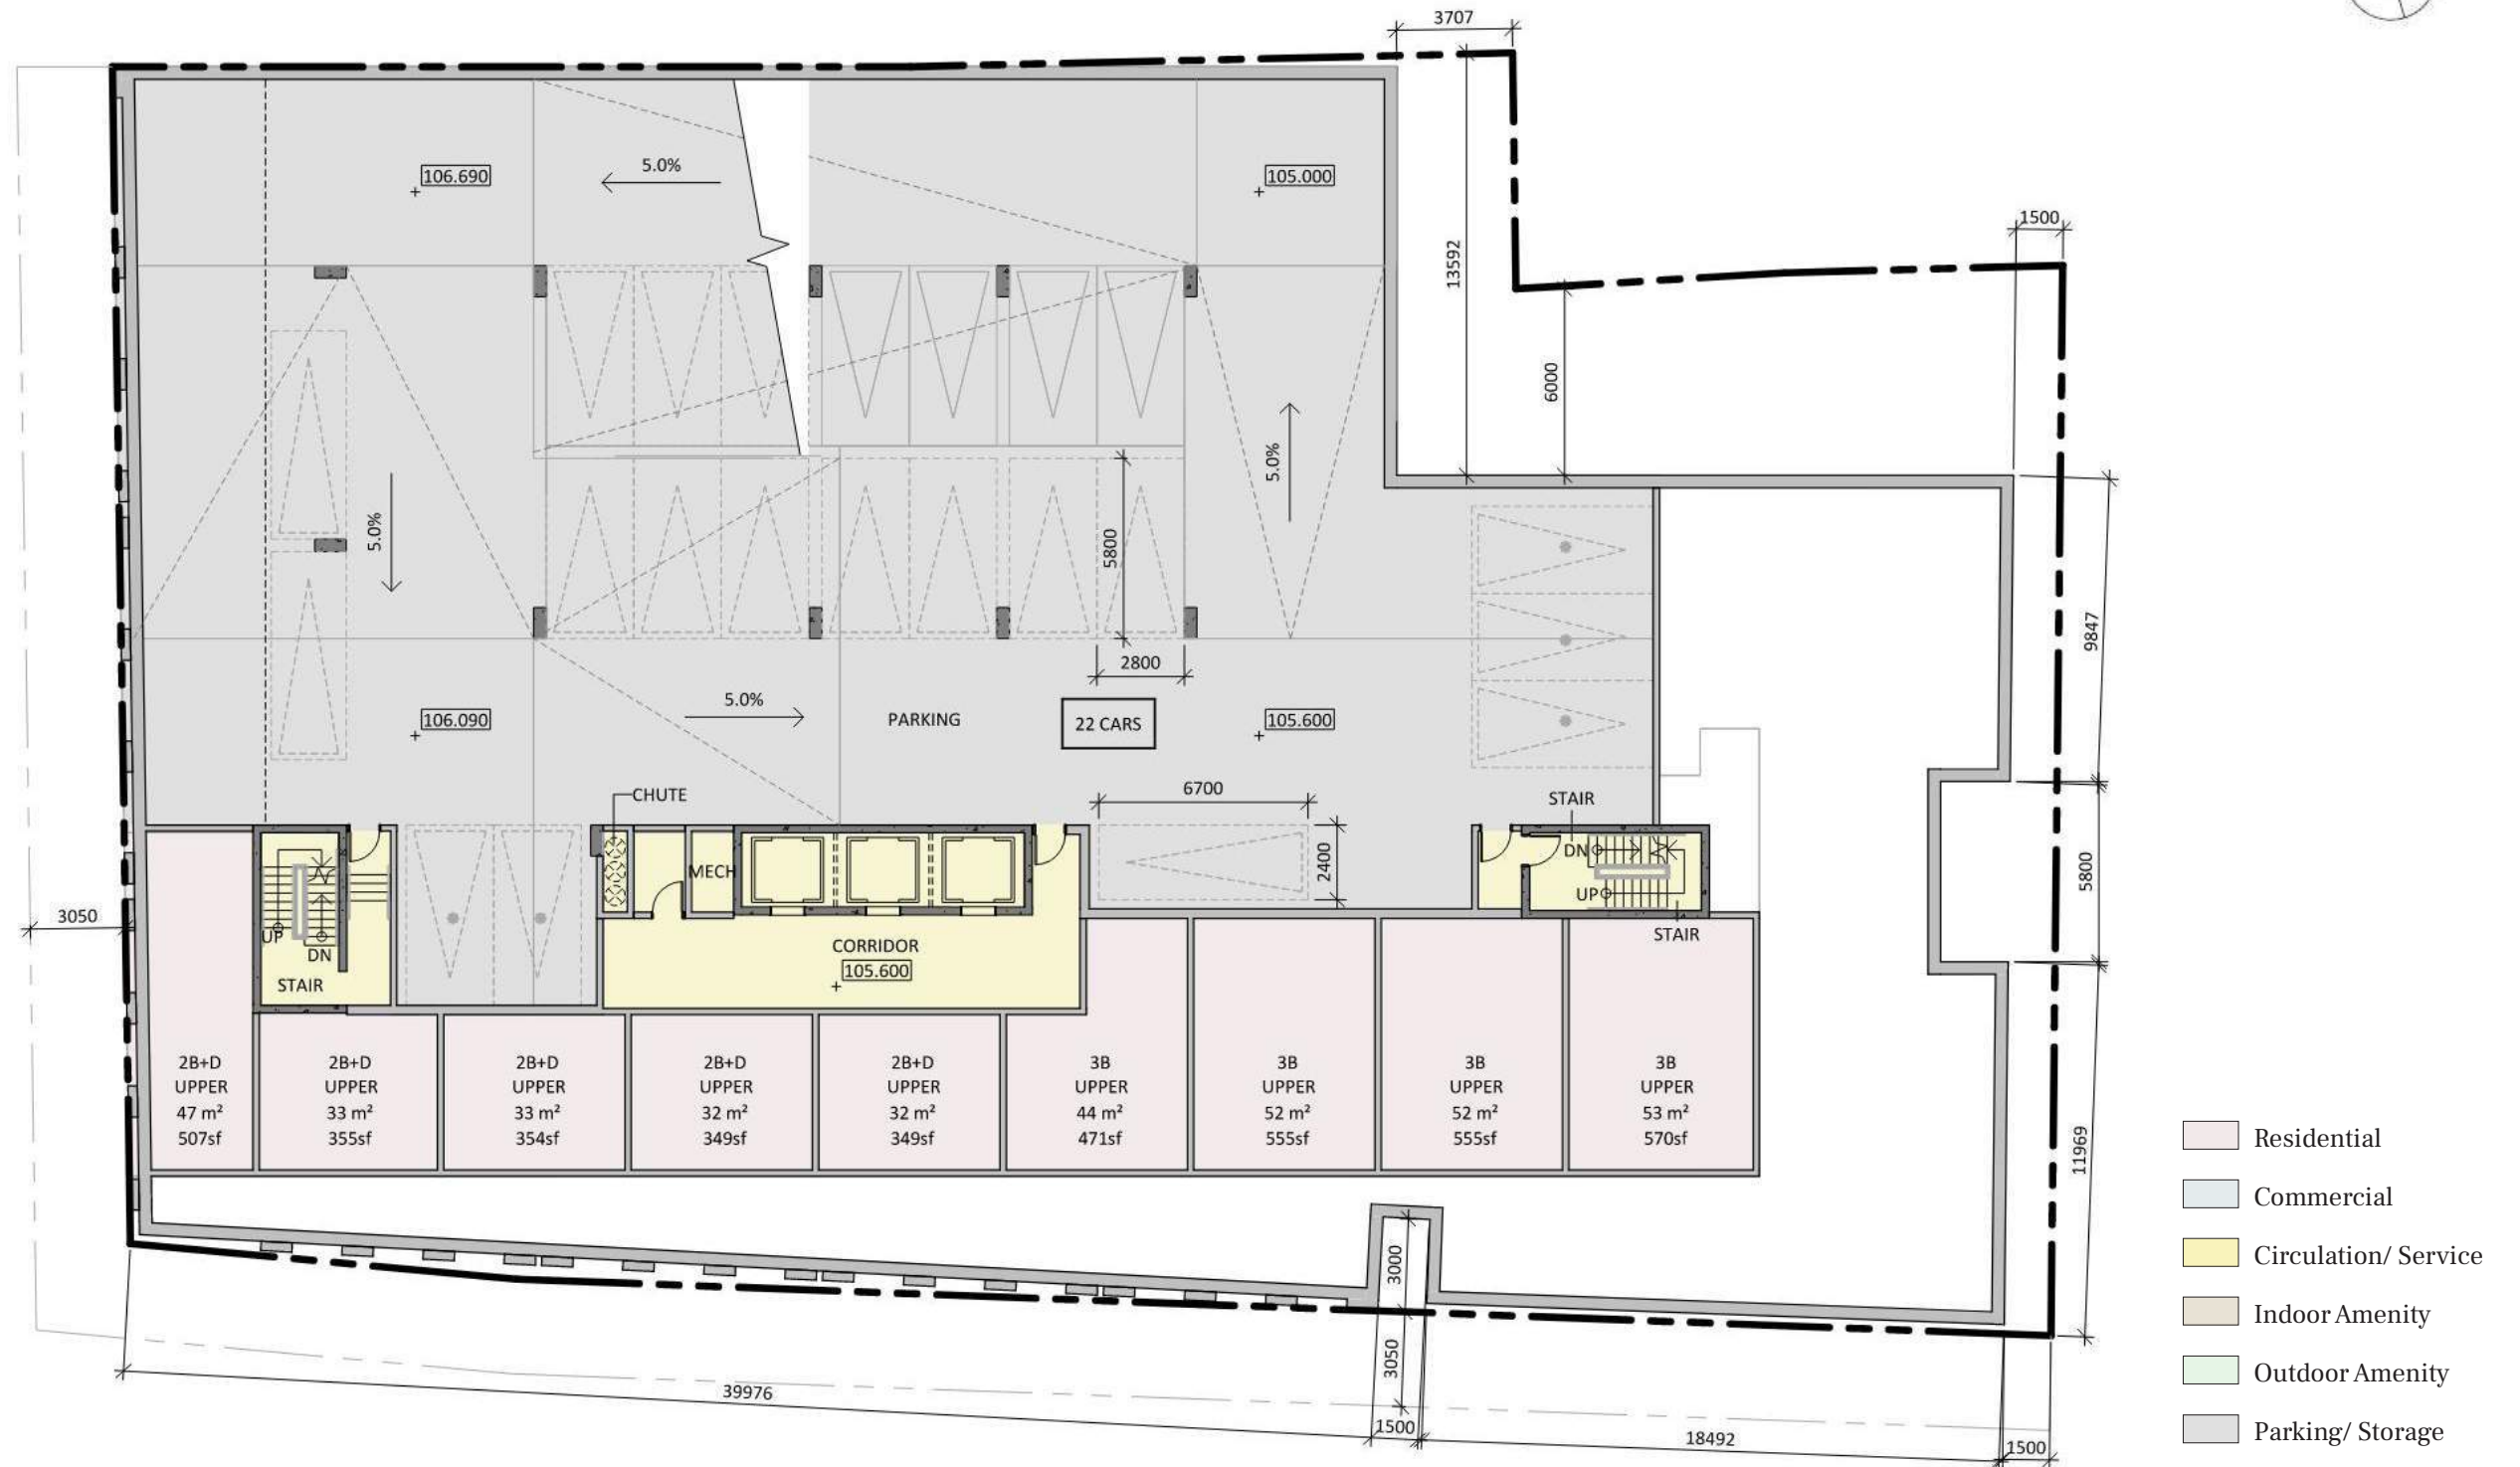 3707
1500
5.0%
106.690
105.000
13592
6000
5.0%
5.0%
5800
9847
2800
5.0%
PARKING
22 CARS
106.090
105.600
CHUTE
6700
STAIR
MECH
2400
DN
UP
5800
3050
UP
DN
STAIR
CORRIDOR
105.600
STAIR
2B+D
UPPER
47 m²
507sf
2B+D
UPPER
33 m²
355sf
2B+D
UPPER
33 m²
354sf
2B+D
UPPER
32 m²
349sf
2B+D
UPPER
32 m²
349sf
3B
UPPER
44 m²
471sf
3B
UPPER
52 m²
555sf
3B
UPPER
52 m²
555sf
3B
UPPER
53 m²
570sf
11969
3000
3050
39976
1500
18492
1500
Residential
Commercial
Circulation/ Service
Indoor Amenity
Outdoor Amenity
Parking/ Storage